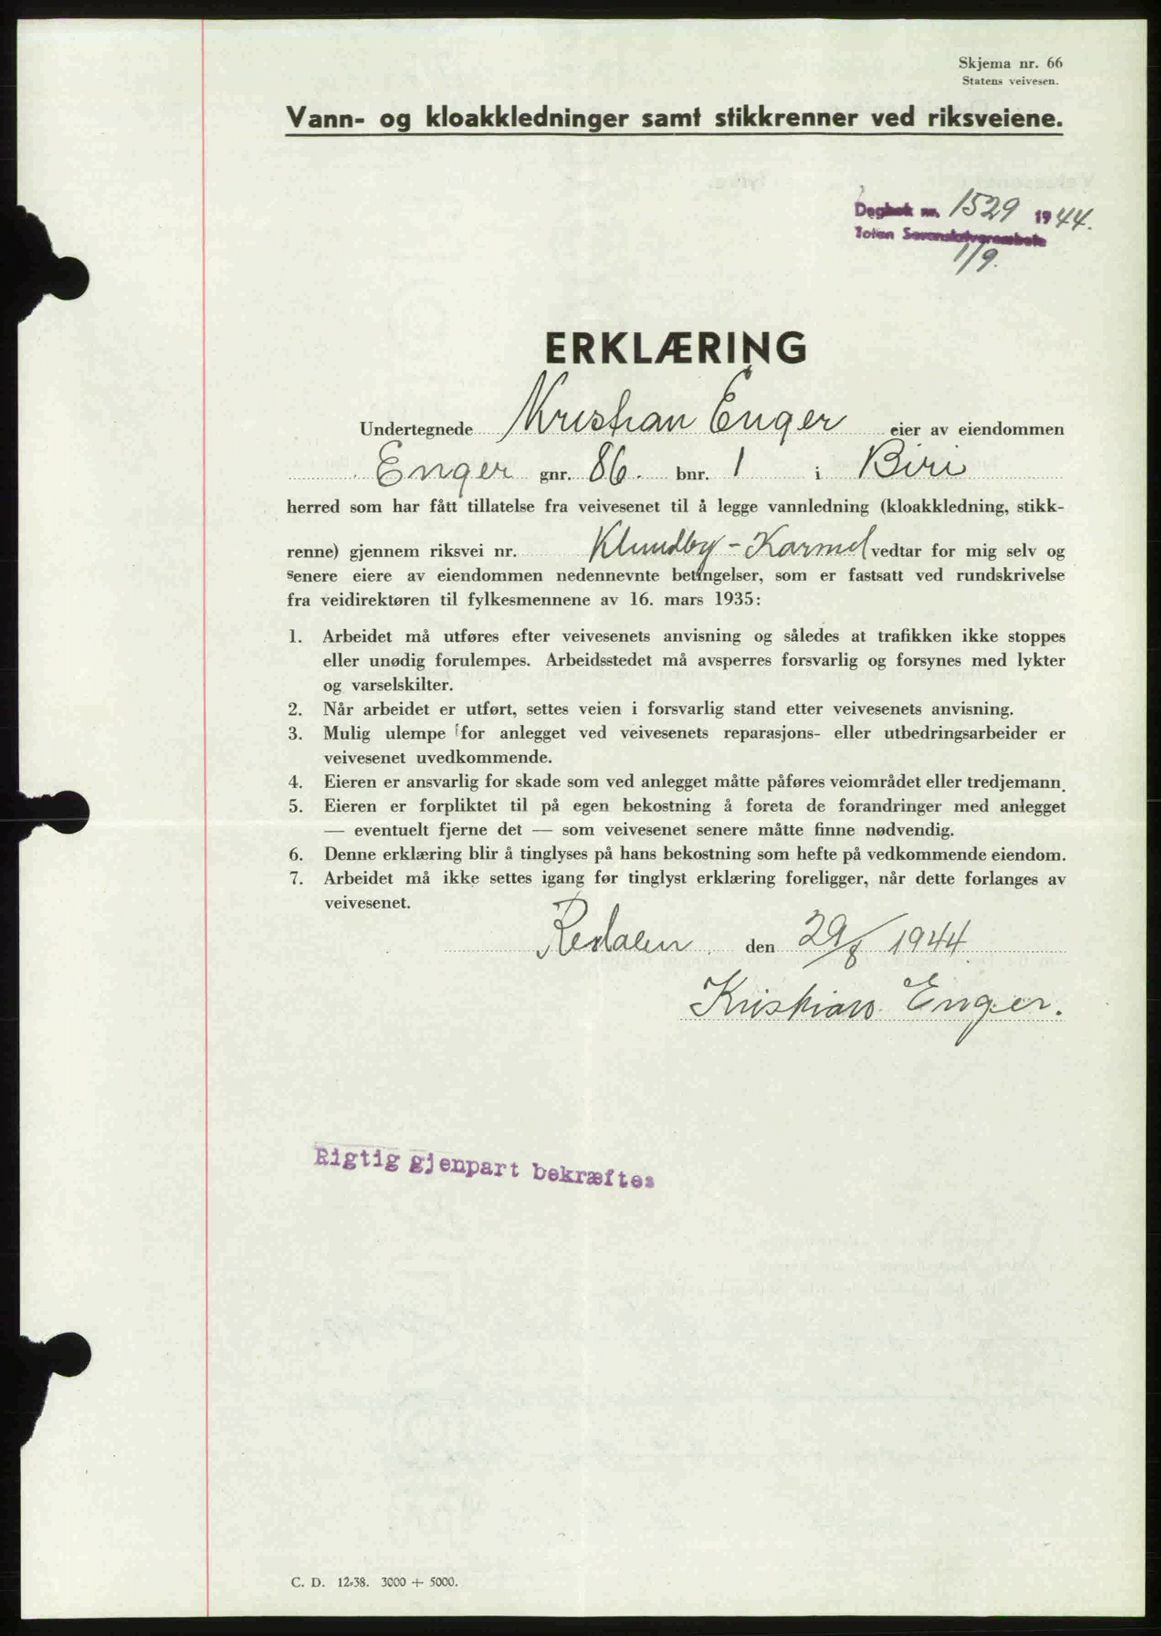 Skjema nr. 66
Statens veivesen.
Vann- og kloakkledninger samt stikkrenner ved riksveiene.
Dagbok nr. 1529 1944.
Toten Sorenskriverembete
1/9.
ERKLÆRING
Undertegnede Kristian Enger eier av eiendommen
Enger gnr. 86. bnr. 1 i Biri
herred som har fått tillatelse fra veivesenet til å legge vannledning (kloakkledning, stikk-
renne) gjennem riksvei nr. Klundby - Karmel vedtar for mig selv og
senere eiere av eiendommen nedennevnte betingelser, som er fastsatt ved rundskrivelse
fra veidirektøren til fylkesmennene av 16. mars 1935:
1. Arbeidet må utføres efter veivesenets anvisning og således at trafikken ikke stoppes
eller unødig forulempes. Arbeidsstedet må avsperres forsvarlig og forsynes med lykter
og varselskilter.
2. Når arbeidet er utført, settes veien i forsvarlig stand etter veivesenets anvisning.
3. Mulig ulempe for anlegget ved veivesenets reparasjons- eller utbedringsarbeider er
veivesenet uvedkommende.
4. Eieren er ansvarlig for skade som ved anlegget måtte påføres veiområdet eller tredjemann.
5. Eieren er forpliktet til på egen bekostning å foreta de forandringer med anlegget
— eventuelt fjerne det — som veivesenet senere måtte finne nødvendig.
6. Denne erklæring blir å tinglyses på hans bekostning som hefte på vedkommende eiendom.
7. Arbeidet må ikke settes igang før tinglyst erklæring foreligger, når dette forlanges av
veivesenet.
Redalen den 29/8 1944
Kristian Enger.
Rigtig gjenpart bekræftes
C. D. 12-38. 3000 + 5000.